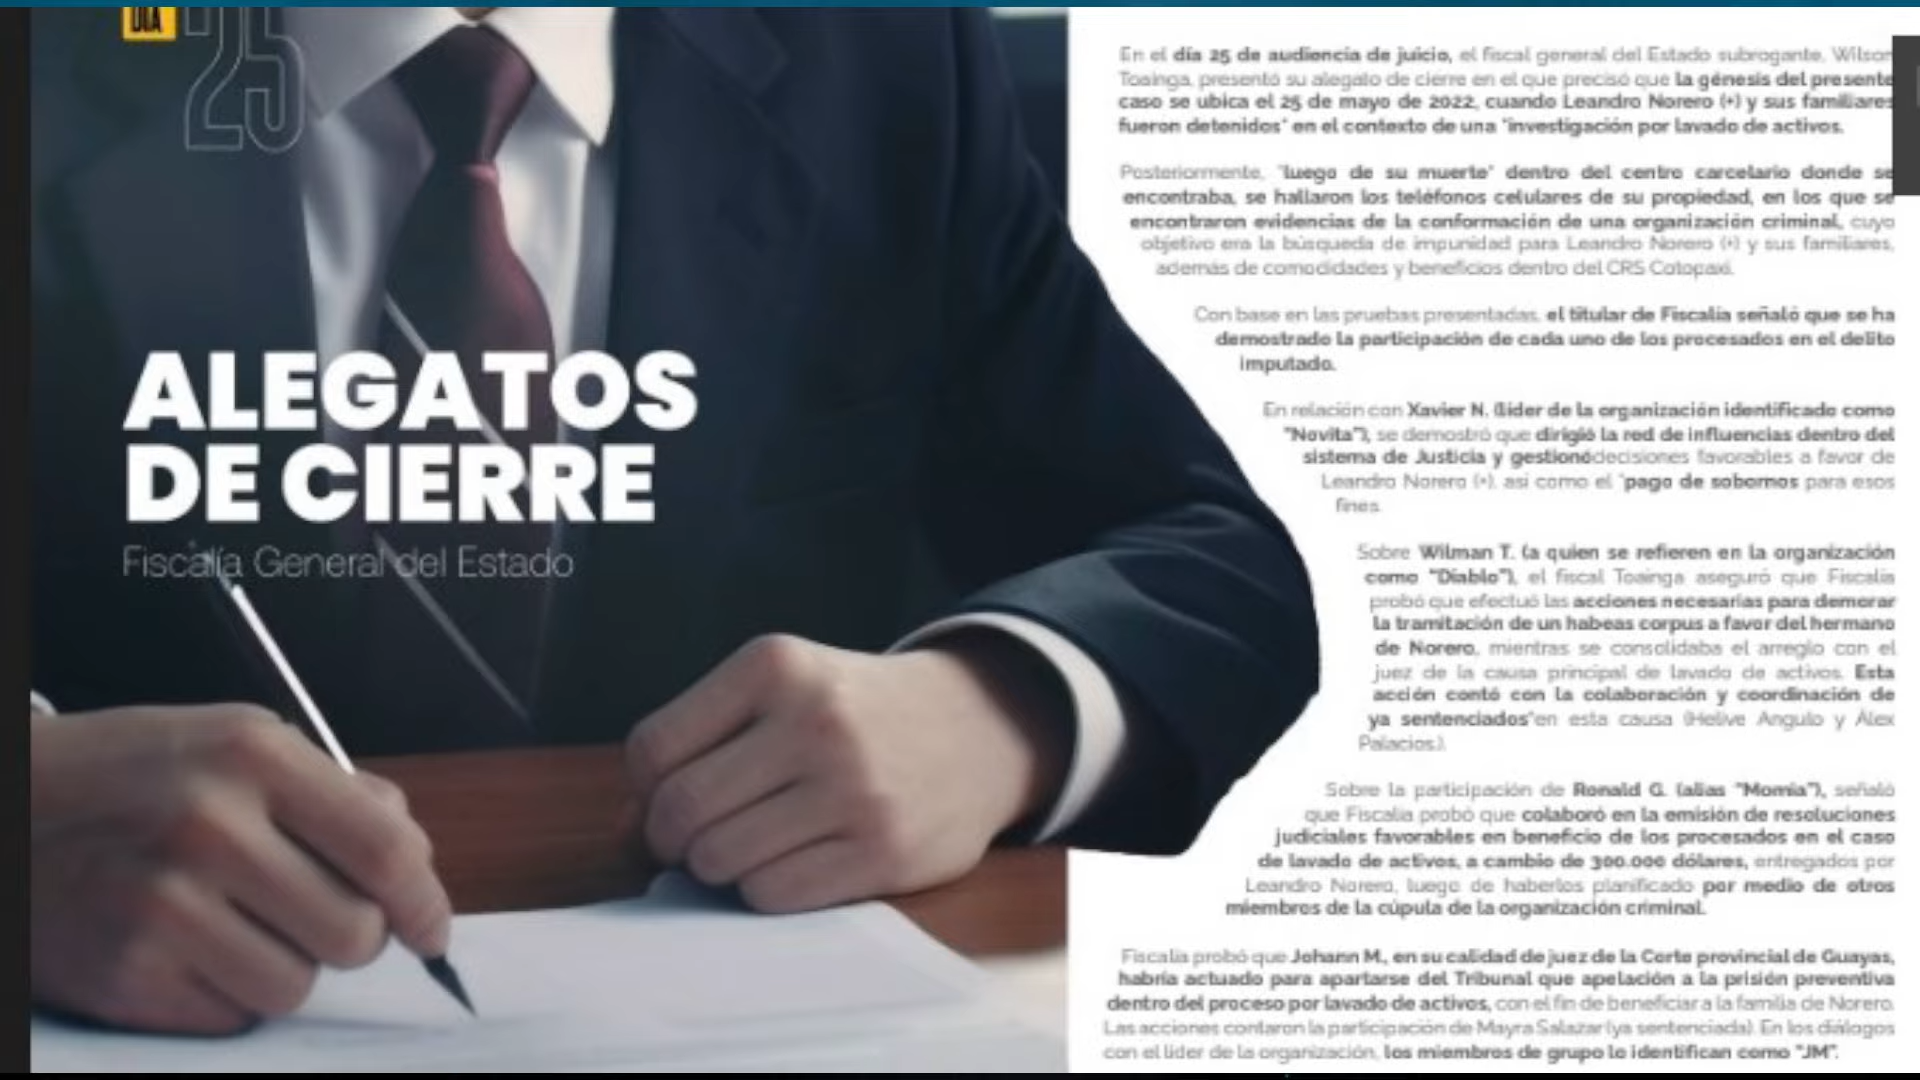 DÍA
25
ALEGATOS
DE CIERRE
Fiscalía General del Estado
En el día 25 de audiencia de juicio, el fiscal general del Estado subrogante, Wilson
Toainga, presentó su alegato de cierre en el que precisó que la génesis del presente
caso se ubica el 25 de mayo de 2022, cuando Leandro Norero (+) y sus familiares
fueron detenidos" en el contexto de una "investigación por lavado de activos.
Posteriormente, "luego de su muerte" dentro del centro carcelario donde se
encontraba, se hallaron los teléfonos celulares de su propiedad, en los que se
encontraron evidencias de la conformación de una organización criminal, cuyo
objetivo era la búsqueda de impunidad para Leandro Norero (+) y sus familiares,
además de comodidades y beneficios dentro del CRS Cotopaxi.
Con base en las pruebas presentadas, el titular de Fiscalía señaló que se ha
demostrado la participación de cada uno de los procesados en el delito
imputado.
En relación con Xavier N. (líder de la organización identificado como
"Novita"), se demostró que dirigió la red de influencias dentro del
sistema de Justicia y gestionódecisiones favorables a favor de
Leandro Norero (+), así como el "pago de sobornos para esos
fines.
Sobre Wilman T. (a quien se refieren en la organización
como "Diablo"), el fiscal Toainga aseguró que Fiscalía
probó que efectuó las acciones necesarias para demorar
la tramitación de un habeas corpus a favor del hermano
de Norero, mientras se consolidaba el arreglo con el
juez de la causa principal de lavado de activos. Esta
acción contó con la colaboración y coordinación de
ya sentenciados"en esta causa (Helive Angulo y Álex
Palacios.).
Sobre la participación de Ronald G. (alias "Momia"), señaló
que Fiscalía probó que colaboró en la emisión de resoluciones
judiciales favorables en beneficio de los procesados en el caso
de lavado de activos, a cambio de 300.000 dólares, entregados por
Leandro Norero, luego de haberlos planificado por medio de otros
miembros de la cúpula de la organización criminal.
Fiscalía probó que Johann M., en su calidad de juez de la Corte provincial de Guayas,
habría actuado para apartarse del Tribunal que apelación a la prisión preventiva
dentro del proceso por lavado de activos, con el fin de beneficiar a la familia de Norero.
Las acciones contaron la participación de Mayra Salazar (ya sentenciada). En los diálogos
con el líder de la organización, los miembros de grupo lo identifican como "JM".